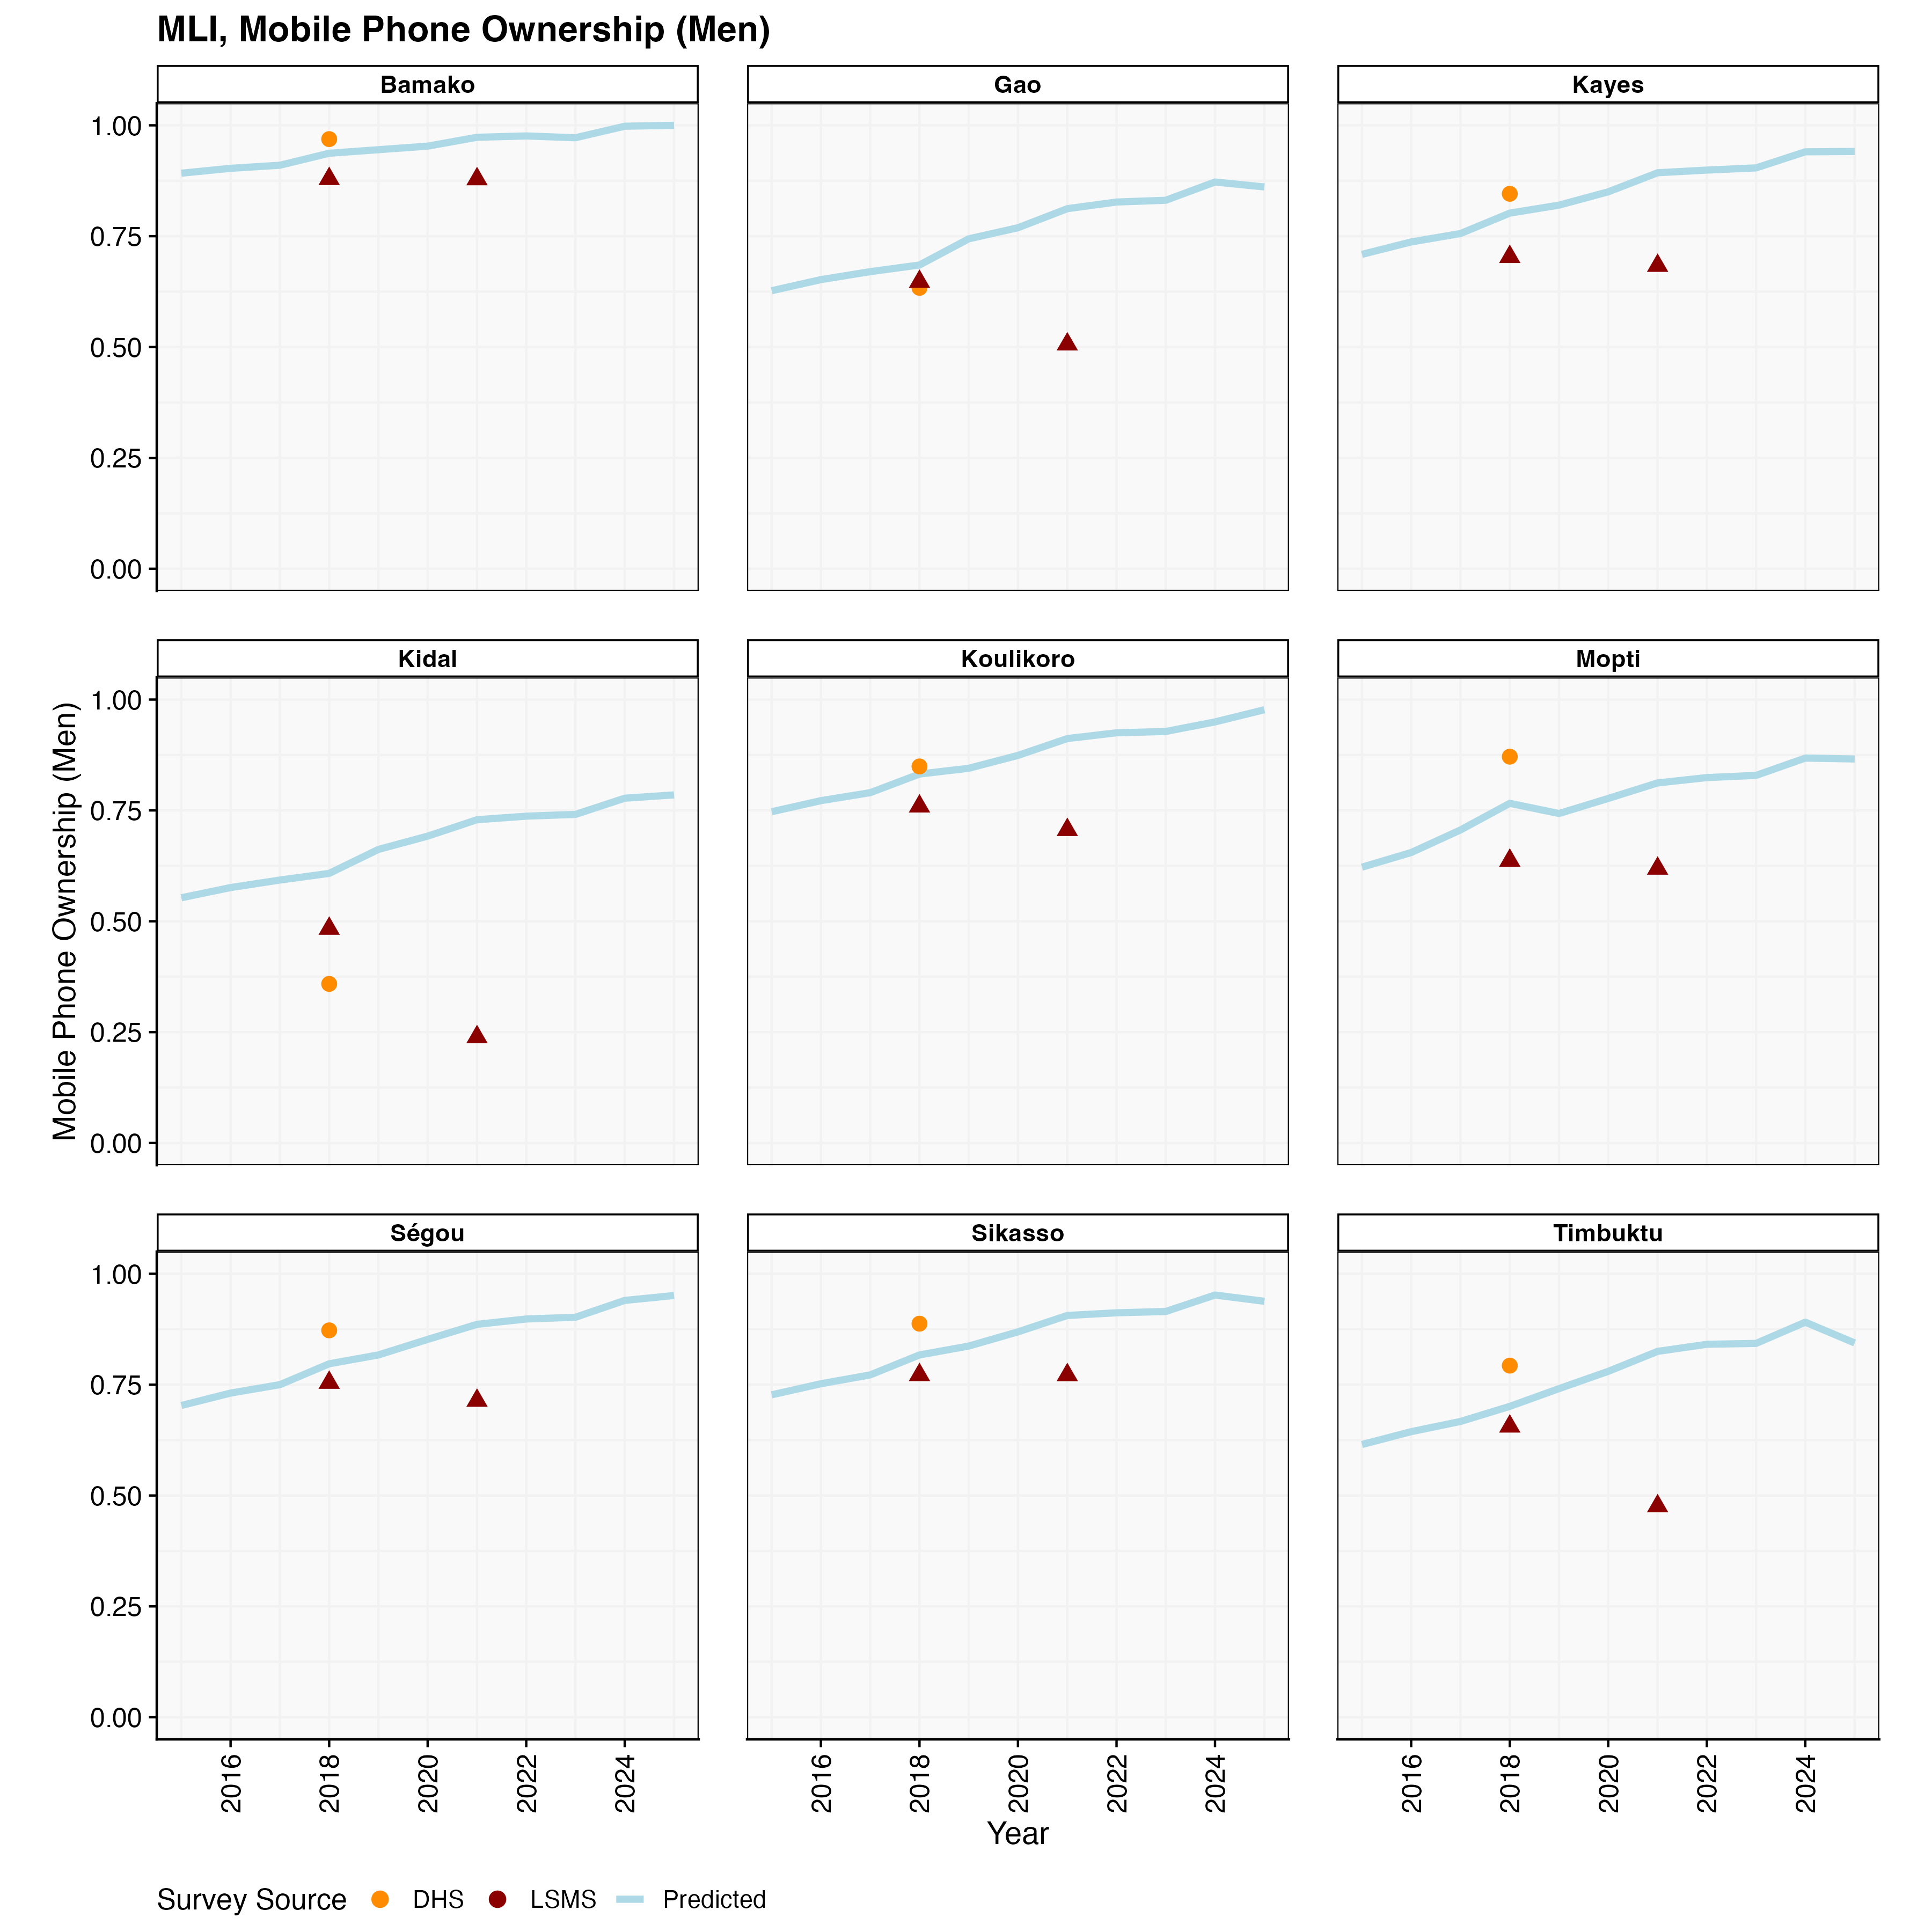 MLI, Mobile Phone Ownership (Men)
Bamako Gao Kayes
1.00
0.75
0.50
0.25
0.00
Kidal Koulikoro Mopti
Mobile Phone Ownership (Men)
1.00
0.75
0.50
0.25
0.00
Ségou Sikasso Timbuktu
1.00
0.75
0.50
0.25
0.00
2016 2018 2020 2022 2024 2016 2018 2020 2022 2024 2016 2018 2020 2022 2024
Year
Survey Source DHS LSMS Predicted